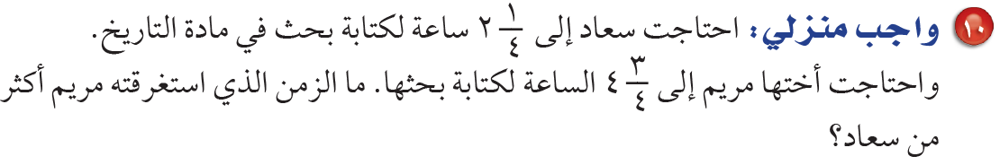 ١٠ واجب منزلي: احتاجت سعاد إلى ٢ ١/٤ ساعة لكتابة بحث في مادة التاريخ.
واحتاجت أختها مريم إلى ٤ ٣/٤ الساعة لكتابة بحثها. ما الزمن الذي استغرقته مريم أكثر
من سعاد؟